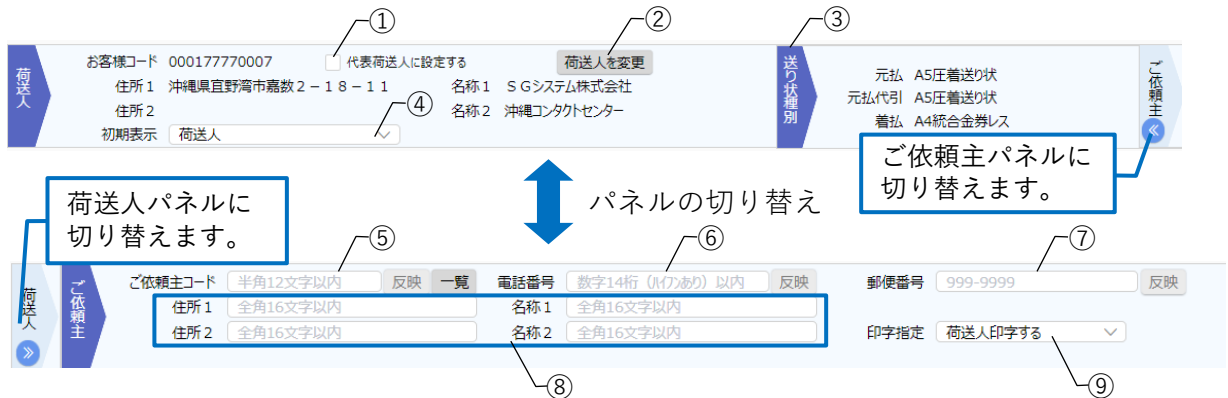 ① ② ③
荷送人
お客様コード 000177770007 代表荷送人に設定する 荷送人を変更
住所1 沖縄県宜野湾市嘉数2-18-11 名称1 SGシステム株式会社
住所2 名称2 沖縄コンタクトセンター
初期表示 荷送人 ④
送り状種別
元払 A5圧着送り状
元払代引 A5圧着送り状
着払 A4統合金券レス
ご依頼主
ご依頼主パネルに
切り替えます。
パネルの切り替え
荷送人パネルに
切り替えます。
⑤ ⑥ ⑦
荷送人
ご依頼主
ご依頼主コード 半角12文字以内 反映 一覧 電話番号 数字14桁(ハイフンあり)以内 反映 郵便番号 999-9999 反映
住所1 全角16文字以内 名称1 全角16文字以内
住所2 全角16文字以内 名称2 全角16文字以内 印字指定 荷送人印字する
⑧ ⑨